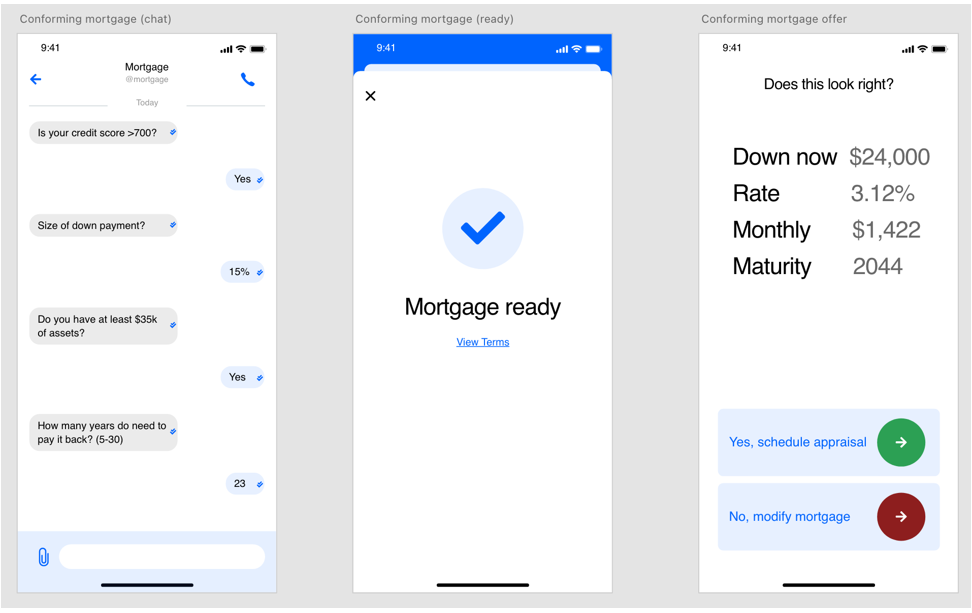 Conforming mortgage (chat)
9:41
Mortgage
@mortgage
Today
Is your credit score >700?
Yes
Size of down payment?
15%
Do you have at least $35k
of assets?
Yes
How many years do need to
pay it back? (5-30)
23
Conforming mortgage (ready)
9:41
Mortgage ready
View Terms
Conforming mortgage offer
9:41
Does this look right?
Down now $24,000
Rate 3.12%
Monthly $1,422
Maturity 2044
Yes, schedule appraisal
No, modify mortgage